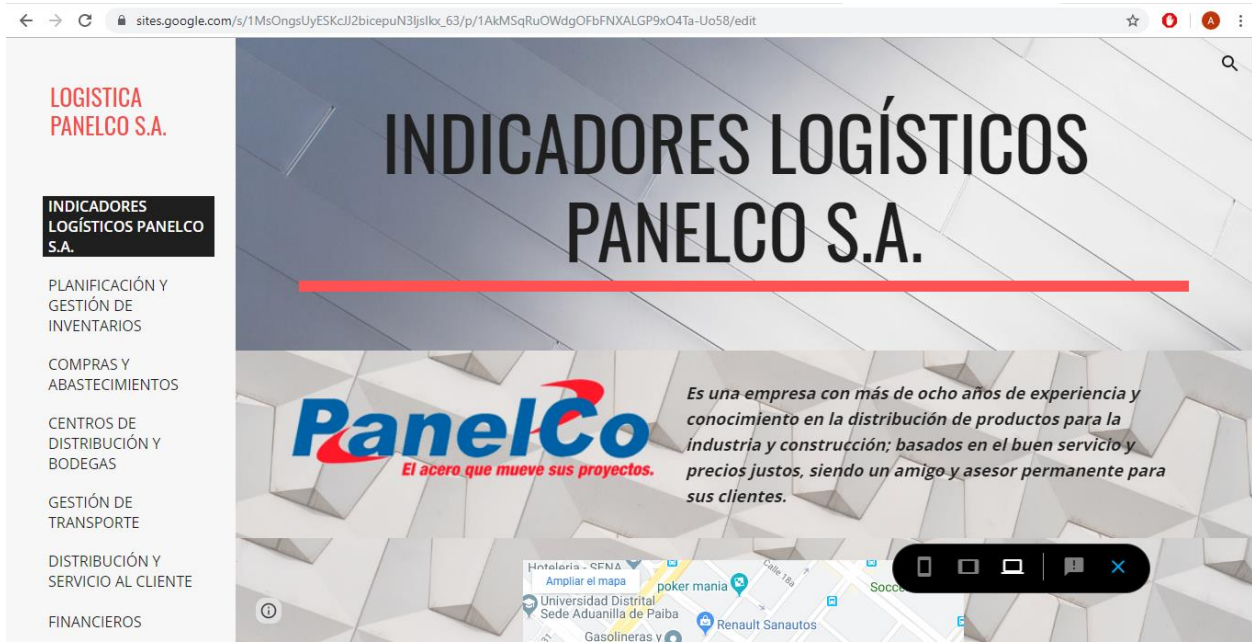 sites.google.com/s/1MsOngsUyESKcJJ2bicepuN3ljslkx_63/p/1AkMSqRuOWdgOFbFNXALGP9xO4Ta-Uo58/edit
A
LOGISTICA
PANELCO S.A.
INDICADORES
LOGÍSTICOS PANELCO
S.A.
PLANIFICACIÓN Y
GESTIÓN DE
INVENTARIOS
COMPRAS Y
ABASTECIMIENTOS
CENTROS DE
DISTRIBUCIÓN Y
BODEGAS
GESTIÓN DE
TRANSPORTE
DISTRIBUCIÓN Y
SERVICIO AL CLIENTE
FINANCIEROS
INDICADORES LOGÍSTICOS
PANELCO S.A.
PanelCo
El acero que mueve sus proyectos.
Es una empresa con más de ocho años de experiencia y
conocimiento en la distribución de productos para la
industria y construcción; basados en el buen servicio y
precios justos, siendo un amigo y asesor permanente para
sus clientes.
Hotelería - SENA
Ampliar el mapa
poker mania
Calle 18a
Universidad Distrital
Sede Aduanilla de Paiba
Renault Sanautos
Gasolineras y